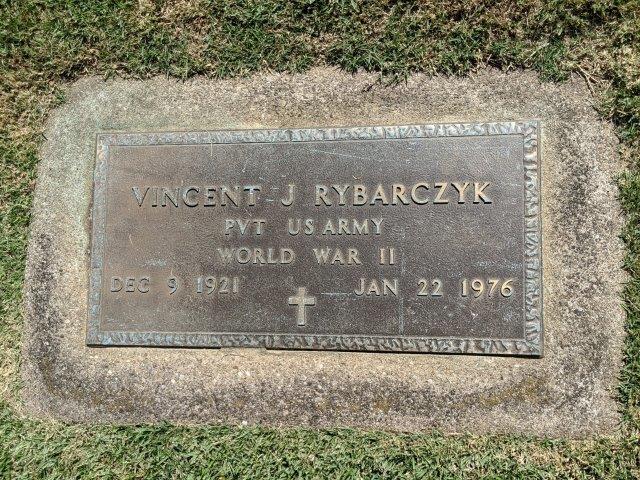 VINCENT J RYBARCZYK
PVT US ARMY
WORLD WAR II
DEC 9 1921 JAN 22 1976